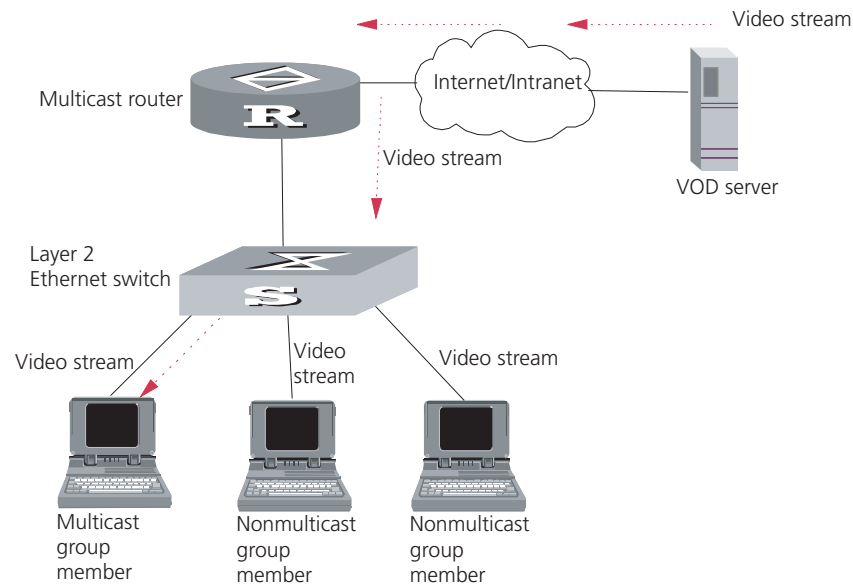 Video stream
Internet/Intranet
Multicast router
R
Video stream
VOD server
Layer 2
Ethernet switch
S
Video stream
Video
stream
Video stream
Multicast
group
member
Nonmulticast
group
member
Nonmulticast
group
member